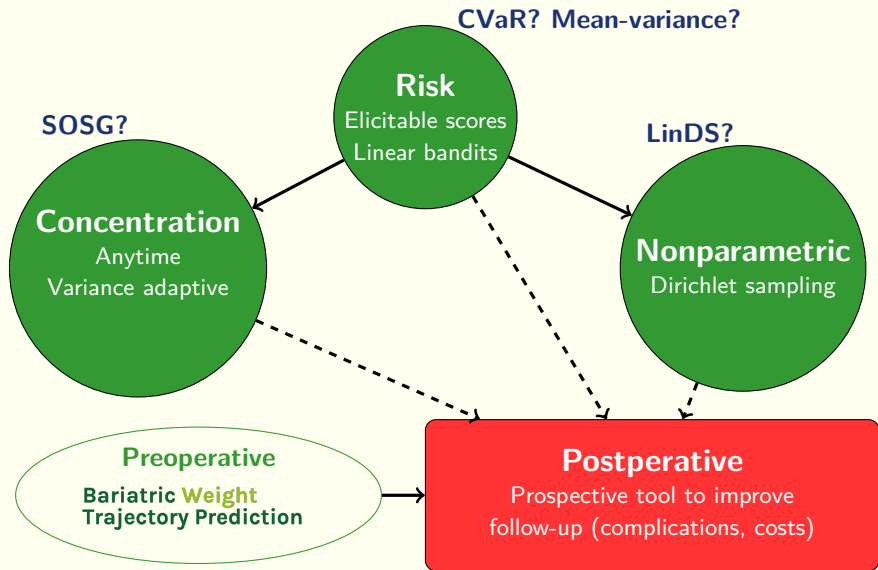 CVaR? Mean-variance?
Risk
Elicitable scores
Linear bandits
SOSG?
LinDS?
Concentration
Anytime
Variance adaptive
Nonparametric
Dirichlet sampling
Preoperative
Bariatric Weight
Trajectory Prediction
Postperative
Prospective tool to improve
follow-up (complications, costs)